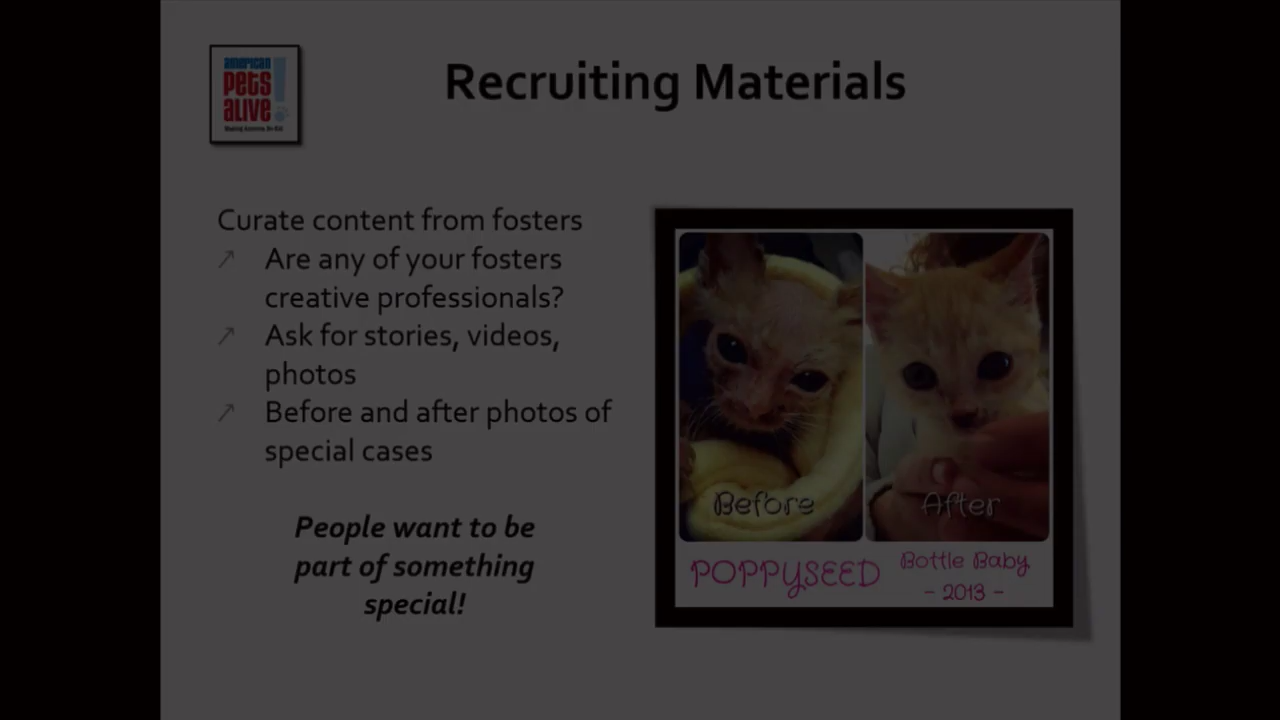 american
PETS
ALIVE!
Recruiting Materials
Curate content from fosters
Are any of your fosters
creative professionals?
Ask for stories, videos,
photos
Before and after photos of
special cases
People want to be
part of something
special!
Before
After
POPPYSEED
Bottle Baby
- 2013 -